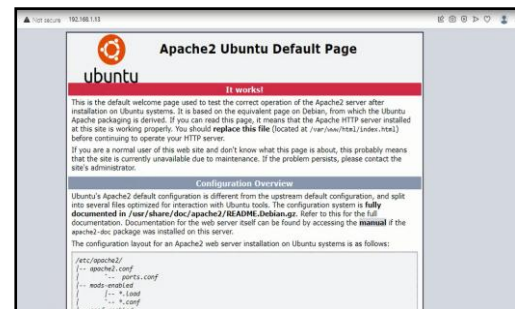 Not secure 192.168.1.13
Apache2 Ubuntu Default Page
ubuntu
It works!
This is the default welcome page used to test the correct operation of the Apache2 server after
installation on Ubuntu systems. It is based on the equivalent page on Debian, from which the Ubuntu
Apache packaging is derived. If you can read this page, it means that the Apache HTTP server installed
at this site is working properly. You should replace this file (located at /var/www/html/index.html)
before continuing to operate your HTTP server.
If you are a normal user of this web site and don't know what this page is about, this probably means
that the site is currently unavailable due to maintenance. If the problem persists, please contact the
site's administrator.
Configuration Overview
Ubuntu's Apache2 default configuration is different from the upstream default configuration, and split
into several files optimized for interaction with Ubuntu tools. The configuration system is fully
documented in /usr/share/doc/apache2/README.Debian.gz. Refer to this for the full
documentation. Documentation for the web server itself can be found by accessing the manual if the
apache2-doc package was installed on this server.
The configuration layout for an Apache2 web server installation on Ubuntu systems is as follows:
/etc/apache2/
|-- apache2.conf
|       `-- ports.conf
|-- mods-enabled
|       |-- *.load
|       `-- *.conf